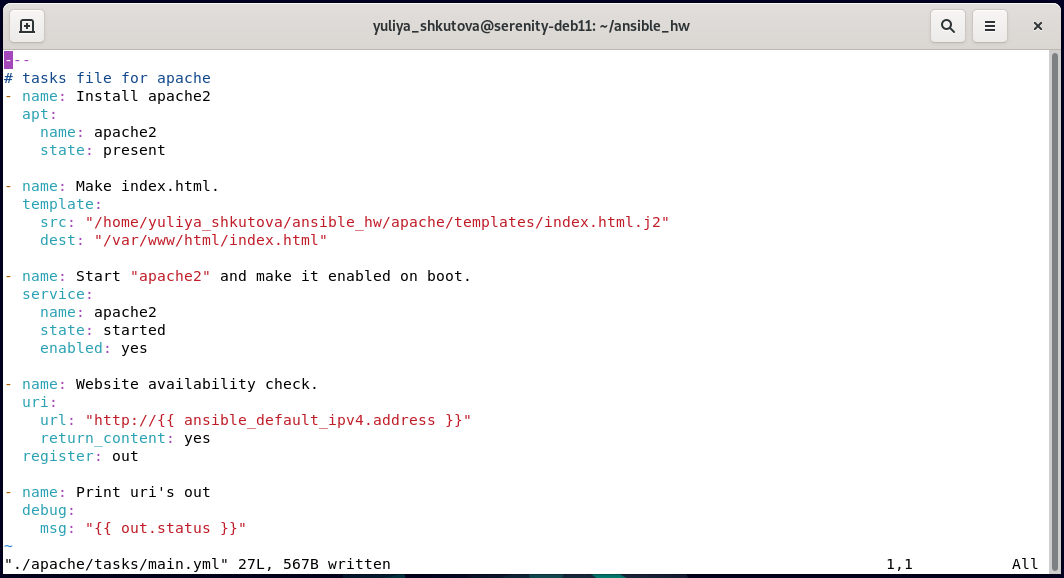 yuliya_shkutova@serenity-deb11: ~/ansible_hw
---
# tasks file for apache
- name: Install apache2
  apt:
    name: apache2
    state: present

- name: Make index.html.
  template:
    src: "/home/yuliya_shkutova/ansible_hw/apache/templates/index.html.j2"
    dest: "/var/www/html/index.html"

- name: Start "apache2" and make it enabled on boot.
  service:
    name: apache2
    state: started
    enabled: yes

- name: Website availability check.
  uri:
    url: "http://{{ ansible_default_ipv4.address }}"
    return_content: yes
  register: out

- name: Print uri's out
  debug:
    msg: "{{ out.status }}"
~
"./apache/tasks/main.yml" 27L, 567B written 1,1 All